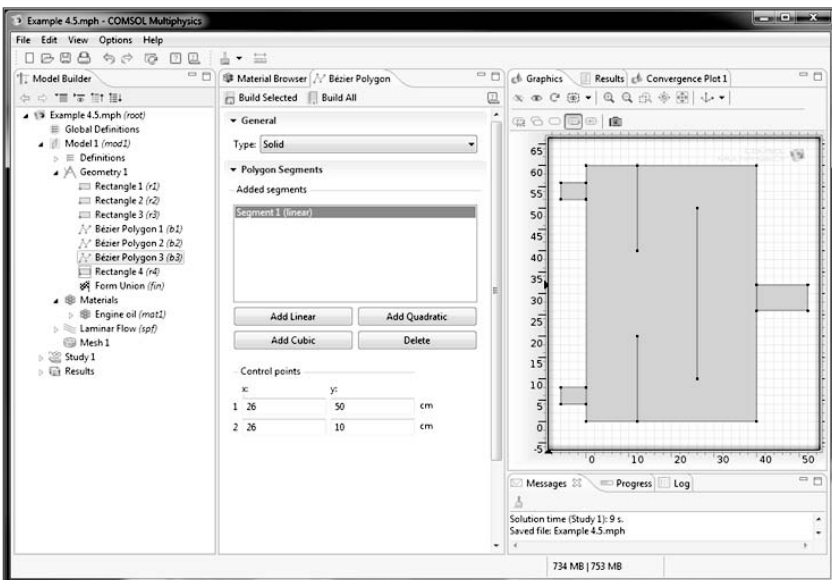 Example 4.5.mph - COMSOL Multiphysics
File Edit View Options Help
Model Builder
Example 4.5.mph (root)
Global Definitions
Model 1 (mod1)
Definitions
Geometry 1
Rectangle 1 (r1)
Rectangle 2 (r2)
Rectangle 3 (r3)
Bézier Polygon 1 (b1)
Bézier Polygon 2 (b2)
Bézier Polygon 3 (b3)
Rectangle 4 (r4)
Form Union (fin)
Materials
Engine oil (mat1)
Laminar Flow (spf)
Mesh 1
Study 1
Results
Material Browser Bézier Polygon
Build Selected Build All
General
Type: Solid
Polygon Segments
Added segments
Segment 1 (linear)
Add Linear Add Quadratic
Add Cubic Delete
Control points
x: y:
1 26 50 cm
2 26 10 cm
Graphics Results Convergence Plot 1
65
60
55
50
45
40
35
30
25
20
15
10
5
0
-5
0 10 20 30 40 50
Messages Progress Log
Solution time (Study 1): 9 s.
Saved file: Example 4.5.mph
734 MB | 753 MB